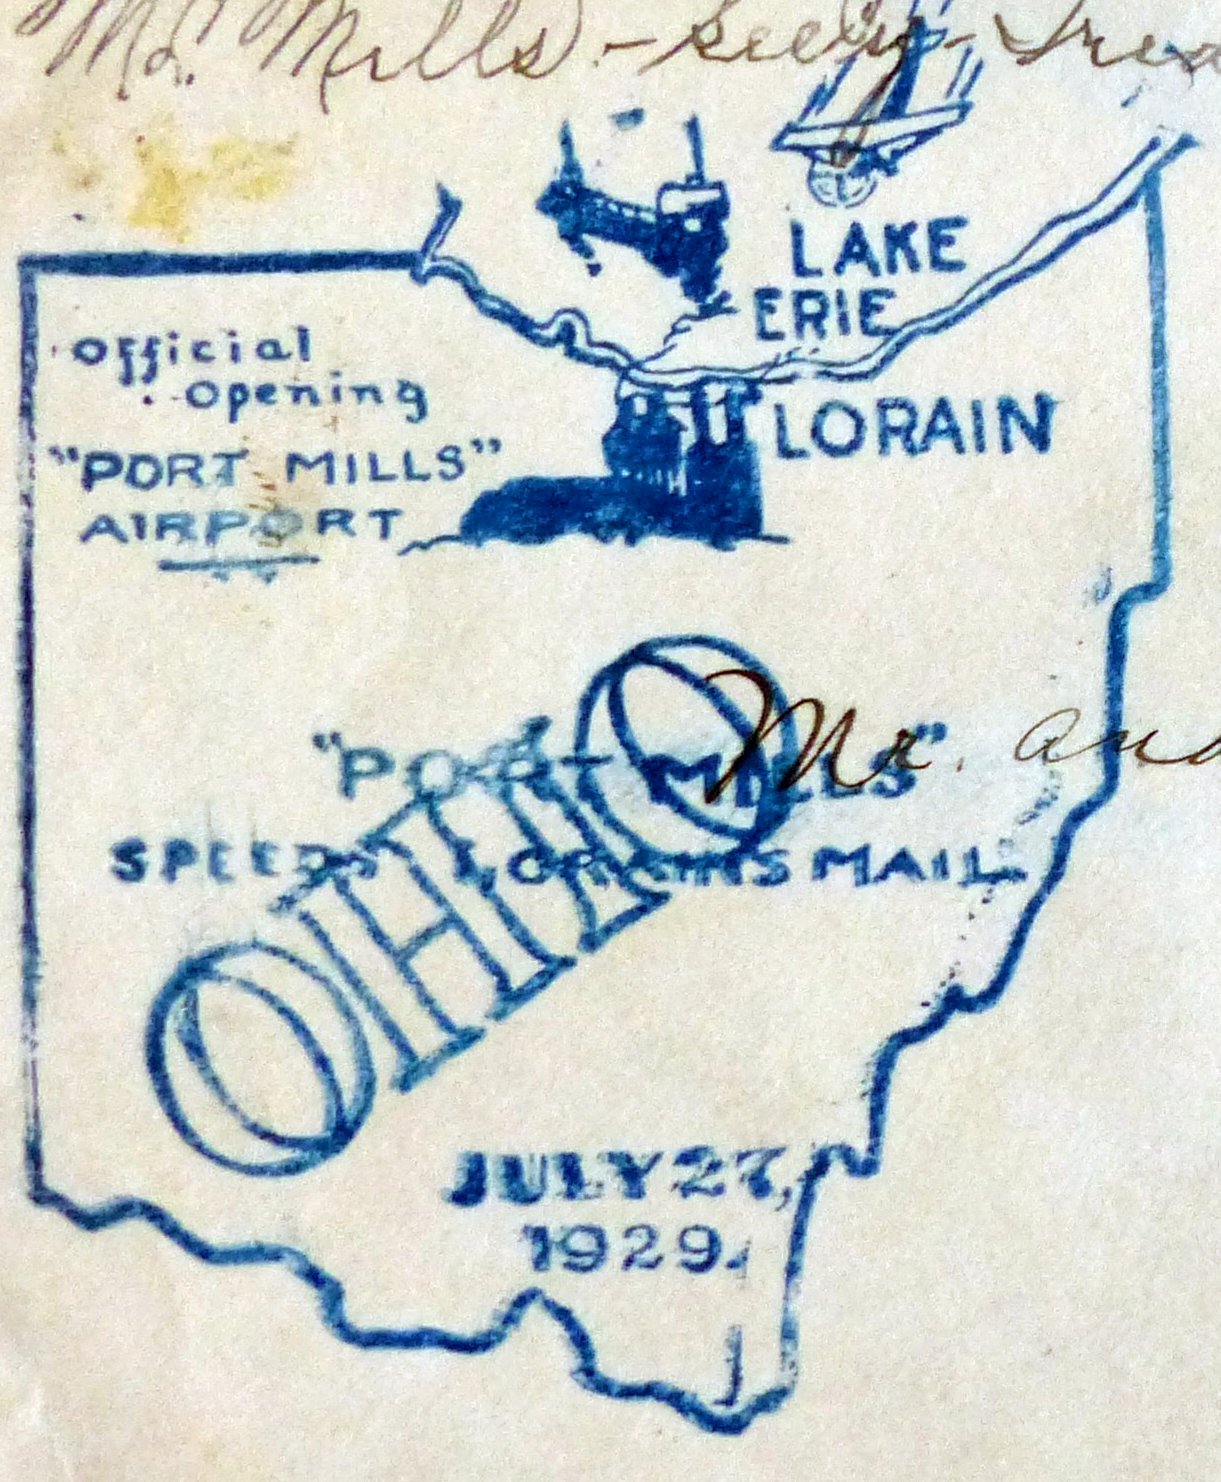 Mr. Mills -
LAKE
ERIE
official
opening
"PORT MILLS"
AIRPORT
LORAIN
"PORT MILLS"
Mr. and
SPEEDS LORAINS MAIL
OHIO
JULY 27,
1929.